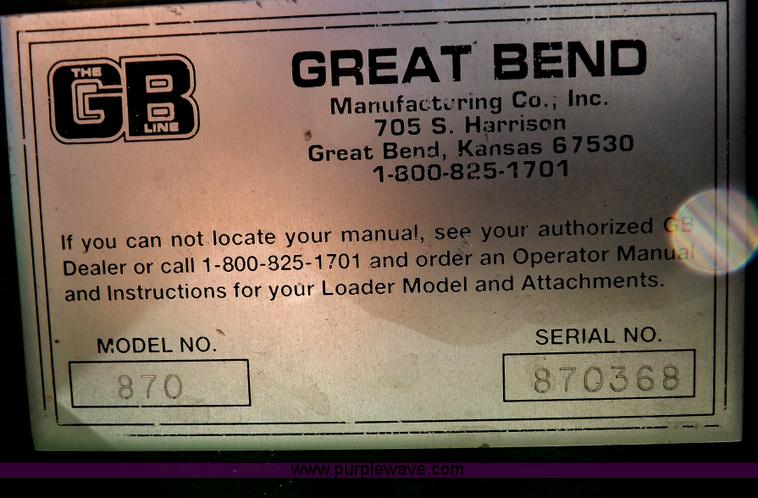 THE
GB
LINE
GREAT BEND
Manufacturing Co., Inc.
705 S. Harrison
Great Bend, Kansas 67530
1-800-825-1701
If you can not locate your manual, see your authorized GB
Dealer or call 1-800-825-1701 and order an Operator Manual
and Instructions for your Loader Model and Attachments.
MODEL NO.
SERIAL NO.
870
870368
www.purplewave.com